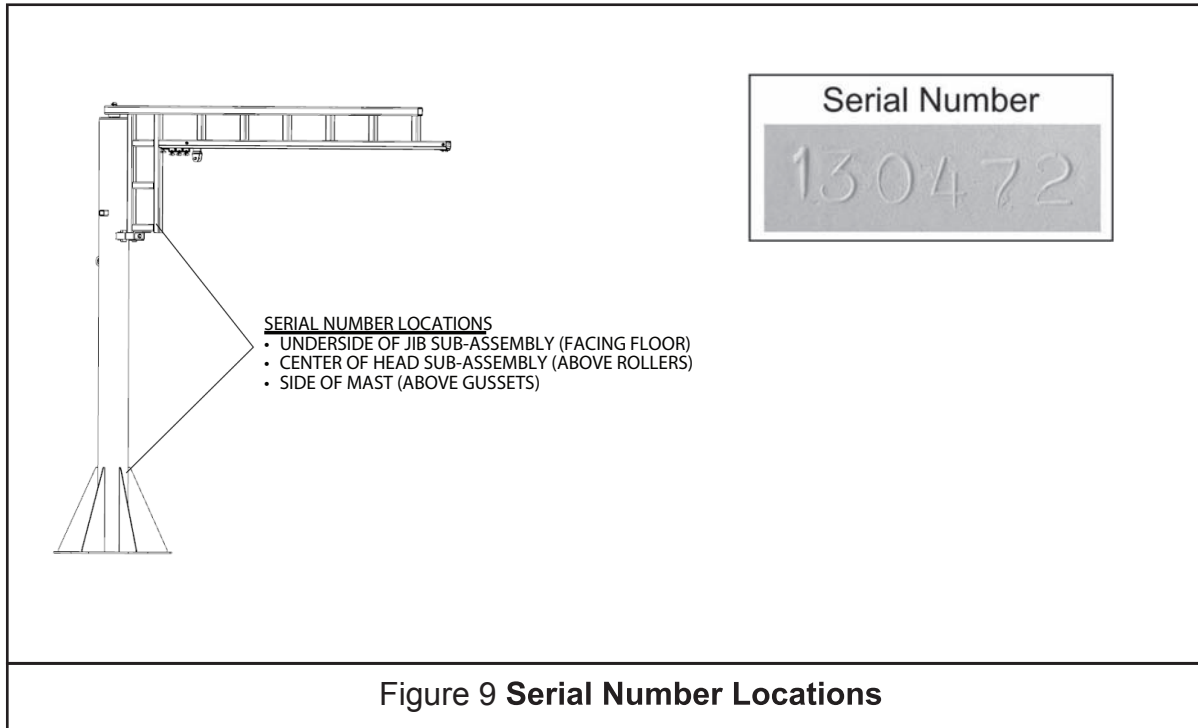 Serial Number
130472
SERIAL NUMBER LOCATIONS
• UNDERSIDE OF JIB SUB-ASSEMBLY (FACING FLOOR)
• CENTER OF HEAD SUB-ASSEMBLY (ABOVE ROLLERS)
• SIDE OF MAST (ABOVE GUSSETS)
Figure 9 Serial Number Locations